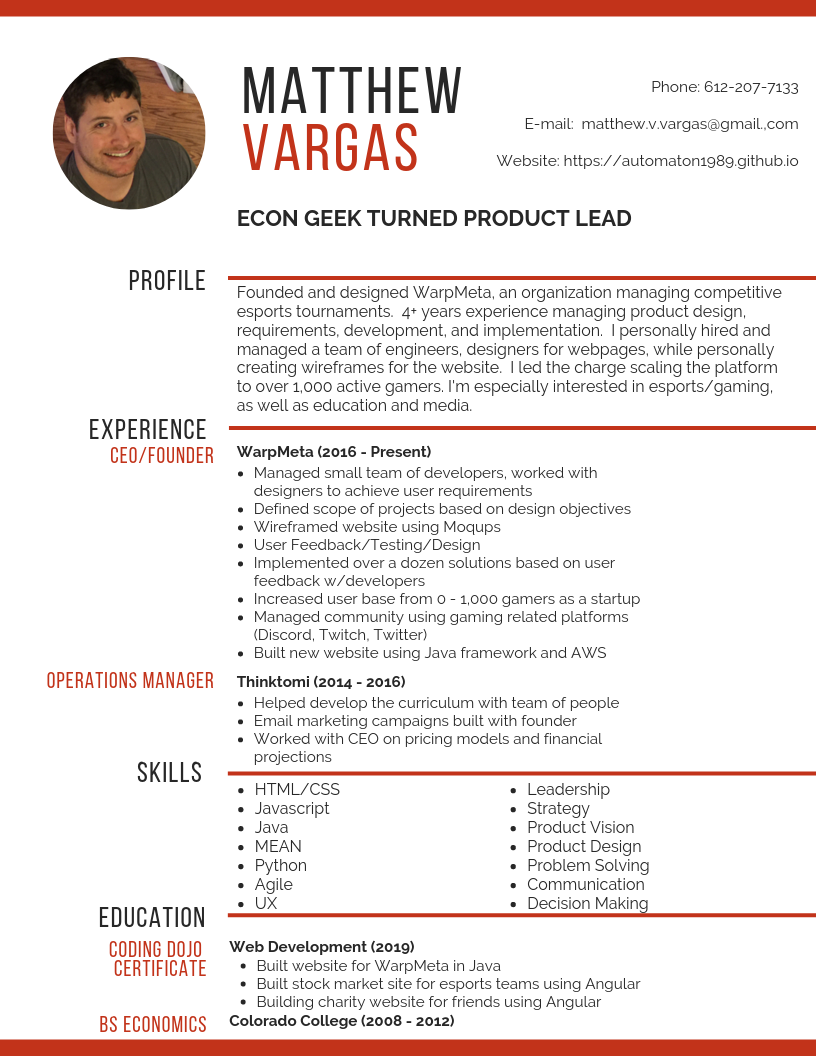 MATTHEW
VARGAS
Phone: 612-207-7133
E-mail:  matthew.v.vargas@gmail.,com
Website: https://automaton1989.github.io
ECON GEEK TURNED PRODUCT LEAD
PROFILE
Founded and designed WarpMeta, an organization managing competitive
esports tournaments.  4+ years experience managing product design,
requirements, development, and implementation.  I personally hired and
managed a team of engineers, designers for webpages, while personally
creating wireframes for the website.  I led the charge scaling the platform
to over 1,000 active gamers. I'm especially interested in esports/gaming,
as well as education and media.
EXPERIENCE
CEO/FOUNDER
WarpMeta (2016 - Present)
• Managed small team of developers, worked with
designers to achieve user requirements
• Defined scope of projects based on design objectives
• Wireframed website using Moqups
• User Feedback/Testing/Design
• Implemented over a dozen solutions based on user
feedback w/developers
• Increased user base from 0 - 1,000 gamers as a startup
• Managed community using gaming related platforms
(Discord, Twitch, Twitter)
• Built new website using Java framework and AWS
OPERATIONS MANAGER
Thinktomi (2014 - 2016)
• Helped develop the curriculum with team of people
• Email marketing campaigns built with founder
• Worked with CEO on pricing models and financial
projections
SKILLS
• HTML/CSS
• Javascript
• Java
• MEAN
• Python
• Agile
• UX
• Leadership
• Strategy
• Product Vision
• Product Design
• Problem Solving
• Communication
• Decision Making
EDUCATION
CODING DOJO
CERTIFICATE
Web Development (2019)
• Built website for WarpMeta in Java
• Built stock market site for esports teams using Angular
• Building charity website for friends using Angular
BS ECONOMICS
Colorado College (2008 - 2012)